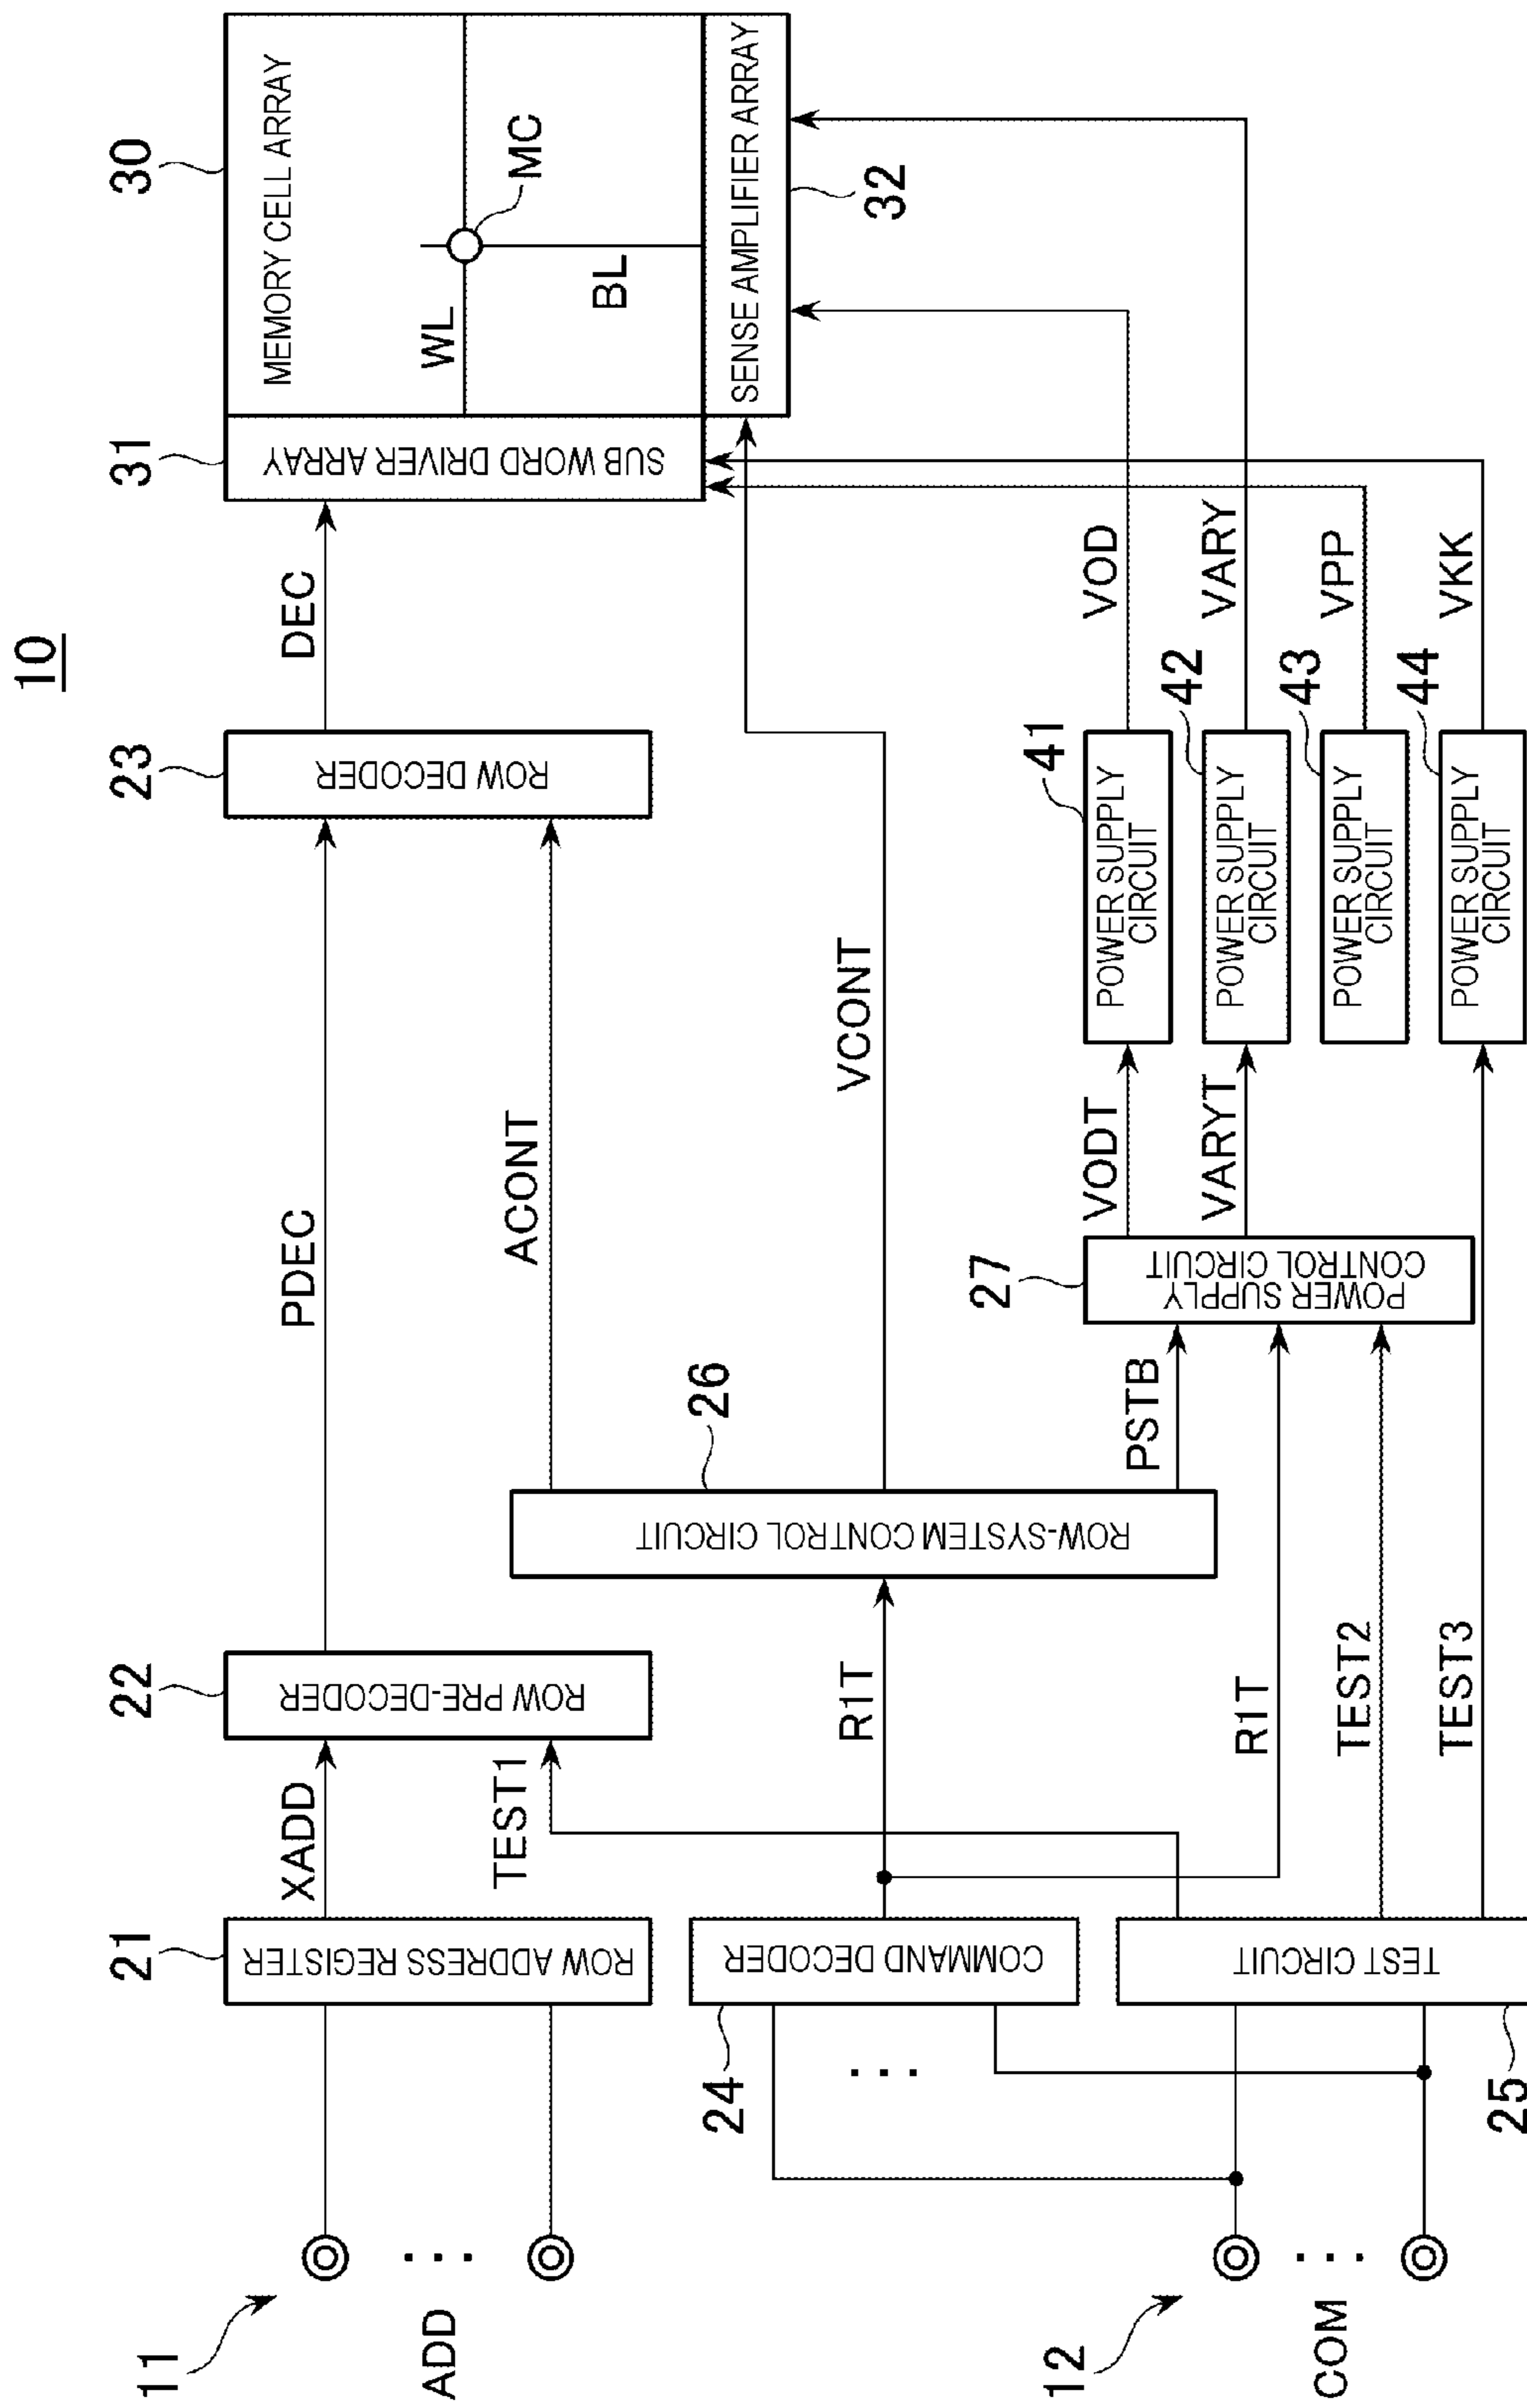 10
11
ADD
21
ROW ADDRESS REGISTER
XADD
TEST1
22
ROW PRE-DECODER
PDEC
23
ROW DECODER
DEC
31
SUB WORD DRIVER ARRAY
30
MEMORY CELL ARRAY
WL
MC
BL
SENSE AMPLIFIER ARRAY
32
24
COMMAND DECODER
R1T
26
ROW-SYSTEM CONTROL CIRCUIT
ACONT
VCONT
PSTB
12
COM
. . .
25
TEST CIRCUIT
R1T
TEST2
TEST3
27
POWER SUPPLY
CONTROL CIRCUIT
VODT
VARYT
41
POWER SUPPLY
CIRCUIT
VOD
42
POWER SUPPLY
CIRCUIT
VARY
43
POWER SUPPLY
CIRCUIT
VPP
44
POWER SUPPLY
CIRCUIT
VKK